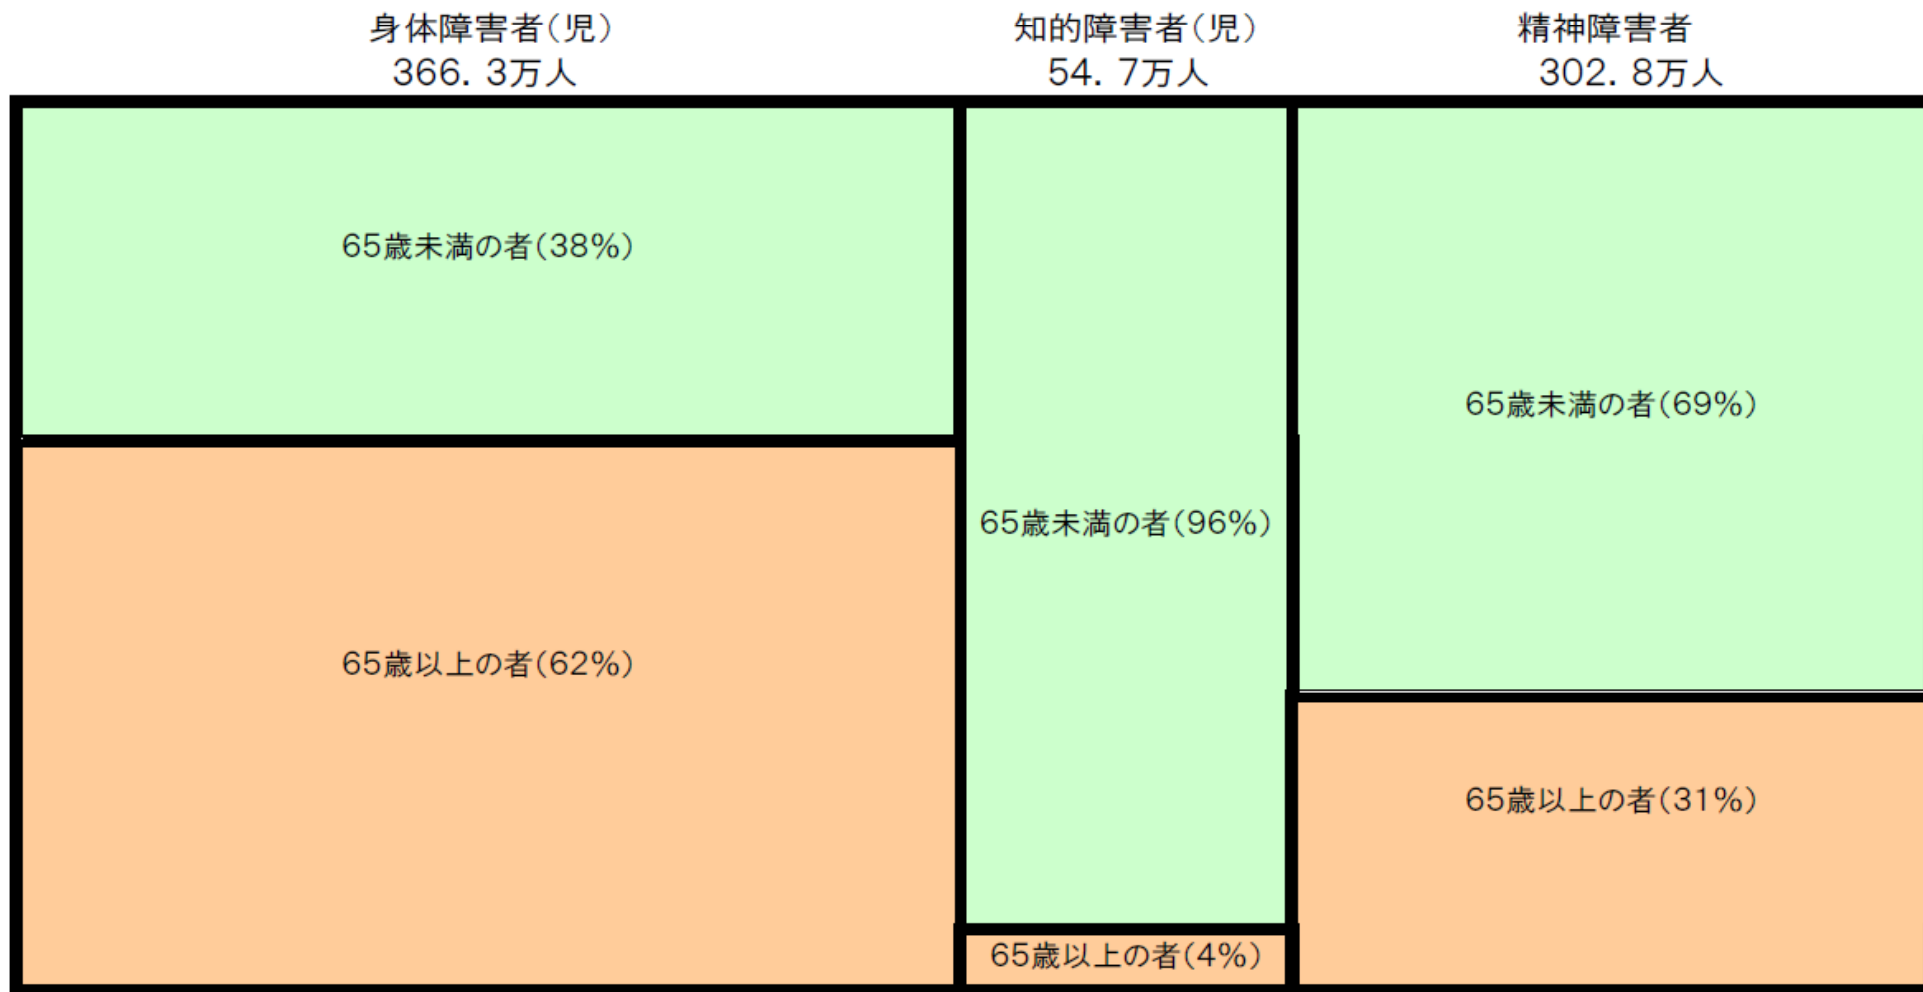 身体障害者(児)
366. 3万人
知的障害者(児)
54. 7万人
精神障害者
302. 8万人
65歳未満の者(38%)
65歳以上の者(62%)
65歳未満の者(96%)
65歳以上の者(4%)
65歳未満の者(69%)
65歳以上の者(31%)